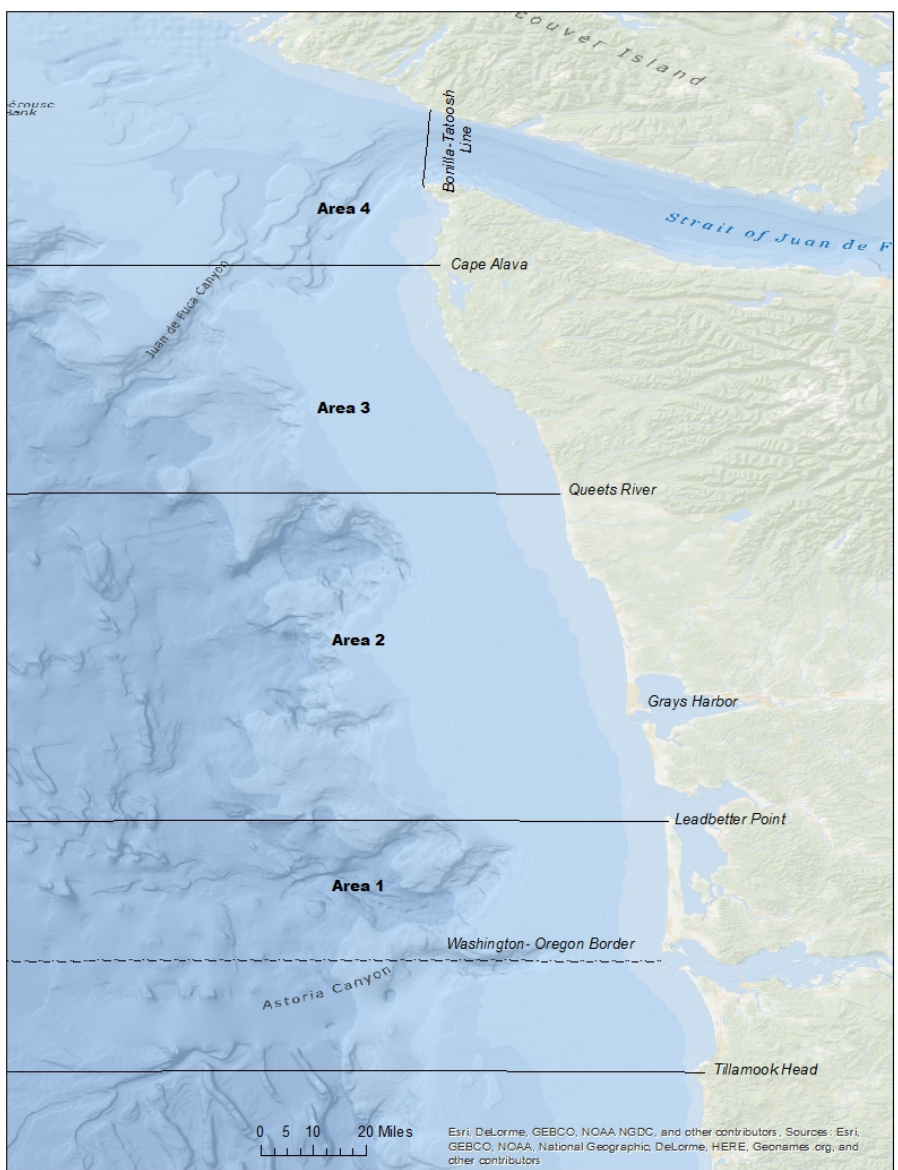 couver Island
érouse
Bank
Bonilla-Tatoosh
Line
Area 4
Strait of Juan de F
Cape Alava
Juan de Fuca Canyon
Area 3
Queets River
Area 2
Grays Harbor
Leadbetter Point
Area 1
Washington- Oregon Border
Astoria Canyon
Tillamook Head
0 5 10 20 Miles
Esri, DeLorme, GEBCO, NOAA NGDC, and other contributors, Sources: Esri,
GEBCO, NOAA, National Geographic, DeLorme, HERE, Geonames.org, and
other contributors